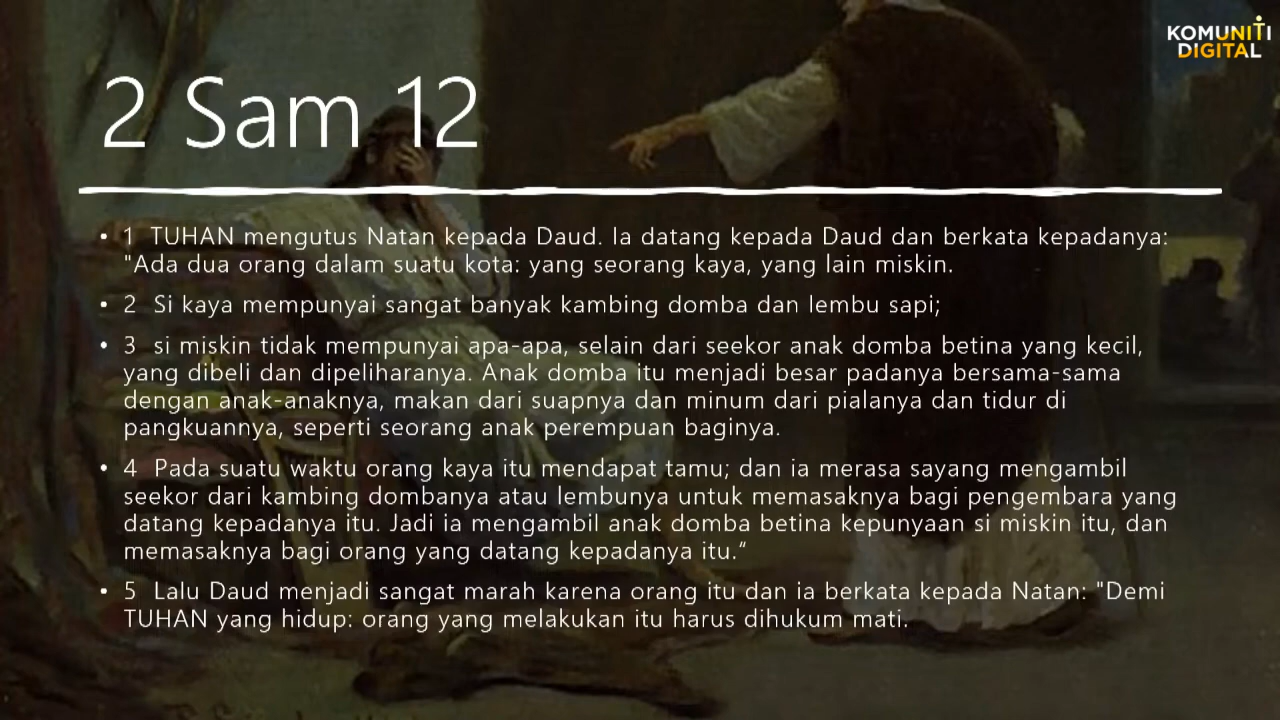 KOMUNITI
DIGITAL
2 Sam 12
• 1 TUHAN mengutus Natan kepada Daud. Ia datang kepada Daud dan berkata kepadanya:
"Ada dua orang dalam suatu kota: yang seorang kaya, yang lain miskin.
• 2 Si kaya mempunyai sangat banyak kambing domba dan lembu sapi;
• 3 si miskin tidak mempunyai apa-apa, selain dari seekor anak domba betina yang kecil,
yang dibeli dan dipeliharanya. Anak domba itu menjadi besar padanya bersama-sama
dengan anak-anaknya, makan dari suapnya dan minum dari pialanya dan tidur di
pangkuannya, seperti seorang anak perempuan baginya.
• 4 Pada suatu waktu orang kaya itu mendapat tamu; dan ia merasa sayang mengambil
seekor dari kambing dombanya atau lembunya untuk memasaknya bagi pengembara yang
datang kepadanya itu. Jadi ia mengambil anak domba betina kepunyaan si miskin itu, dan
memasaknya bagi orang yang datang kepadanya itu.“
• 5 Lalu Daud menjadi sangat marah karena orang itu dan ia berkata kepada Natan: "Demi
TUHAN yang hidup: orang yang melakukan itu harus dihukum mati.